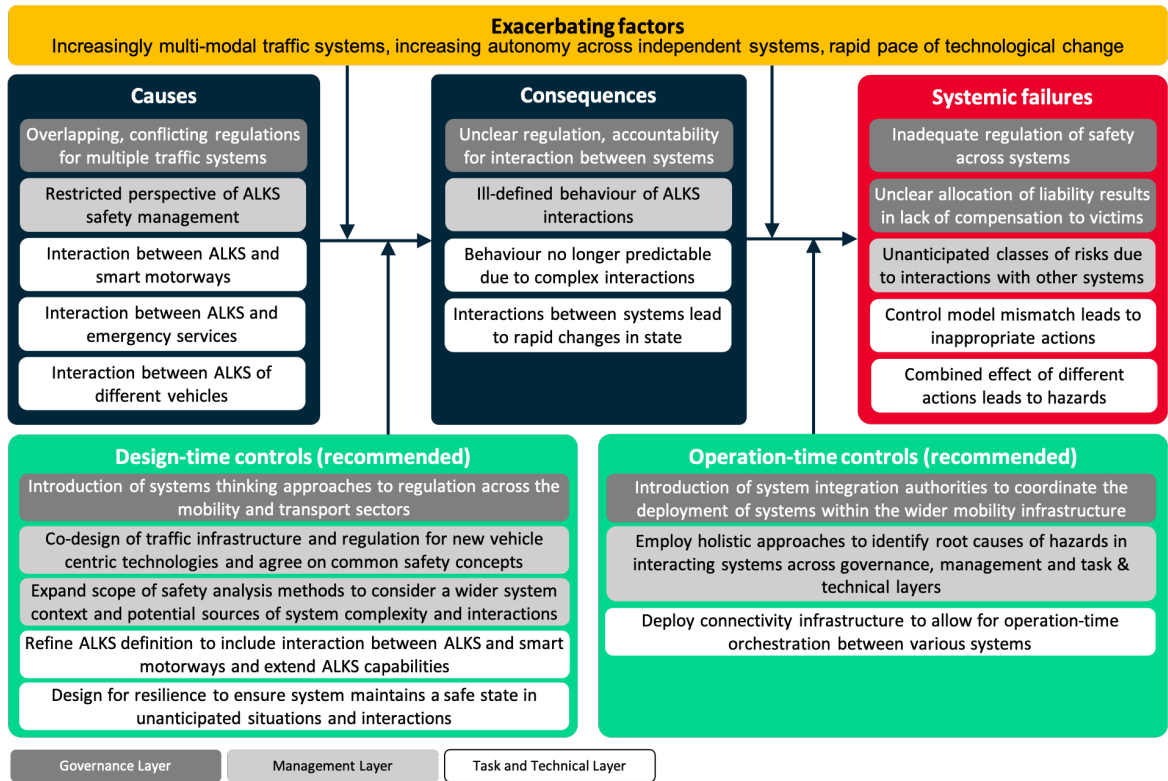 Exacerbating factors
Increasingly multi-modal traffic systems, increasing autonomy across independent systems, rapid pace of technological change
Causes
Overlapping, conflicting regulations
for multiple traffic systems
Restricted perspective of ALKS
safety management
Interaction between ALKS and
smart motorways
Interaction between ALKS and
emergency services
Interaction between ALKS of
different vehicles
Consequences
Unclear regulation, accountability
for interaction between systems
Ill-defined behaviour of ALKS
interactions
Behaviour no longer predictable
due to complex interactions
Interactions between systems lead
to rapid changes in state
Systemic failures
Inadequate regulation of safety
across systems
Unclear allocation of liability results
in lack of compensation to victims
Unanticipated classes of risks due
to interactions with other systems
Control model mismatch leads to
inappropriate actions
Combined effect of different
actions leads to hazards
Design-time controls (recommended)
Introduction of systems thinking approaches to regulation across the
mobility and transport sectors
Co-design of traffic infrastructure and regulation for new vehicle
centric technologies and agree on common safety concepts
Expand scope of safety analysis methods to consider a wider system
context and potential sources of system complexity and interactions
Refine ALKS definition to include interaction between ALKS and smart
motorways and extend ALKS capabilities
Design for resilience to ensure system maintains a safe state in
unanticipated situations and interactions
Operation-time controls (recommended)
Introduction of system integration authorities to coordinate the
deployment of systems within the wider mobility infrastructure
Employ holistic approaches to identify root causes of hazards in
interacting systems across governance, management and task &
technical layers
Deploy connectivity infrastructure to allow for operation-time
orchestration between various systems
Governance Layer
Management Layer
Task and Technical Layer